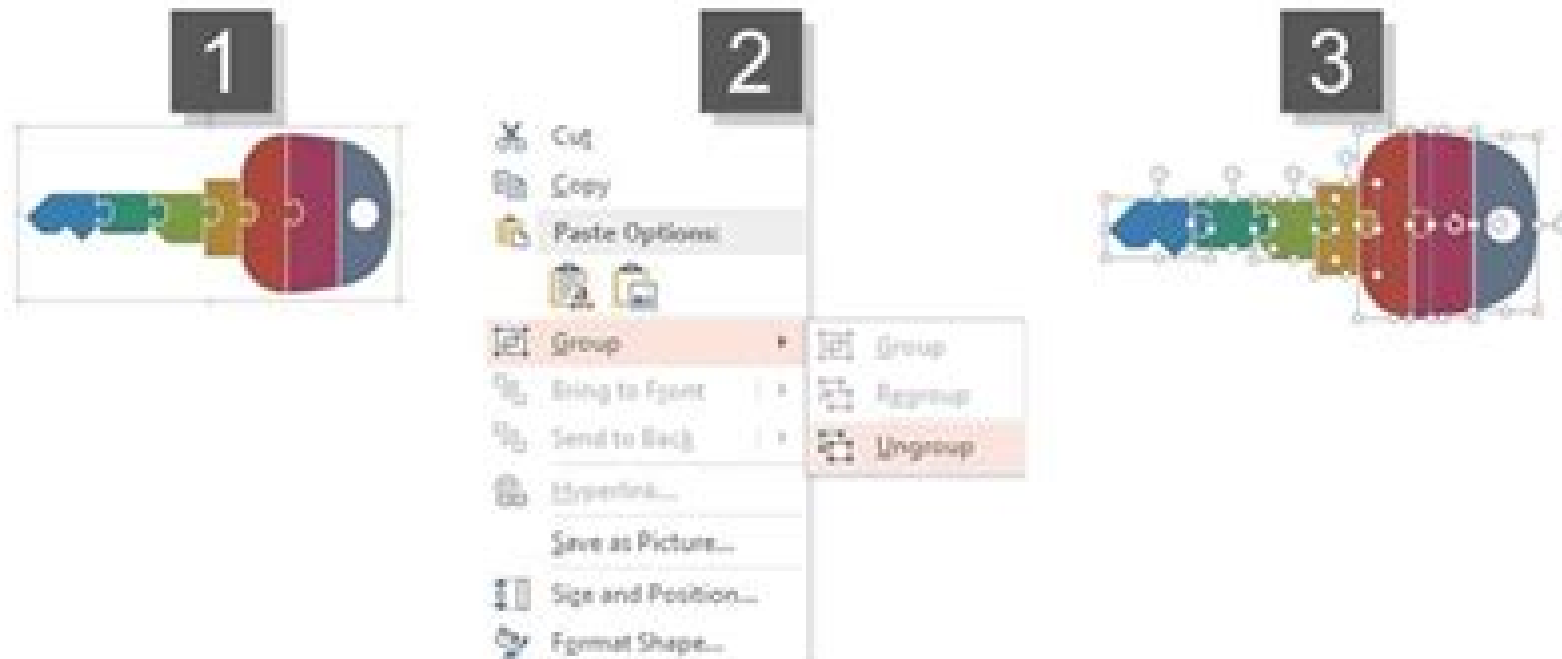 1
2
3
Cut
Copy
Paste Options:
Group
Bring to Front
Send to Back
Hyperlink...
Save as Picture...
Size and Position...
Format Shape...
Group
Regroup
Ungroup